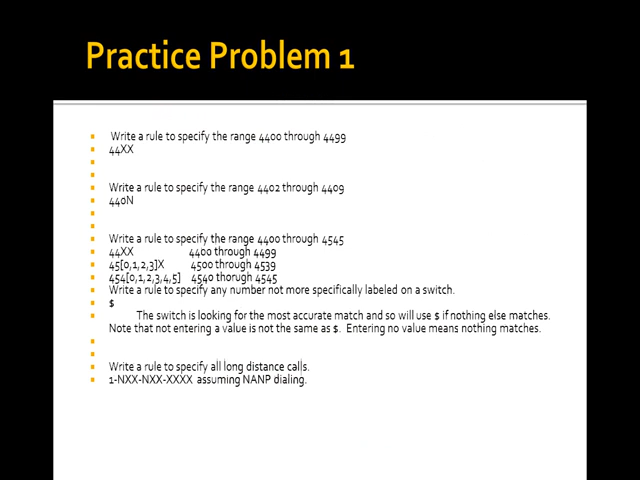 Practice Problem 1
Write a rule to specify the range 4400 through 4499
44XX
Write a rule to specify the range 4402 through 4409
440N
Write a rule to specify the range 4400 through 4545
44XX 4400 through 4499
45[0,1,2,3]X 4500 through 4539
454[0,1,2,3,4,5] 4540 thorugh 4545
Write a rule to specify any number not more specifically labeled on a switch.
$
The switch is looking for the most accurate match and so will use $ if nothing else matches.
Note that not entering a value is not the same as $. Entering no value means nothing matches.
Write a rule to specify all long distance calls.
1-NXX-NXX-XXXX assuming NANP dialing.